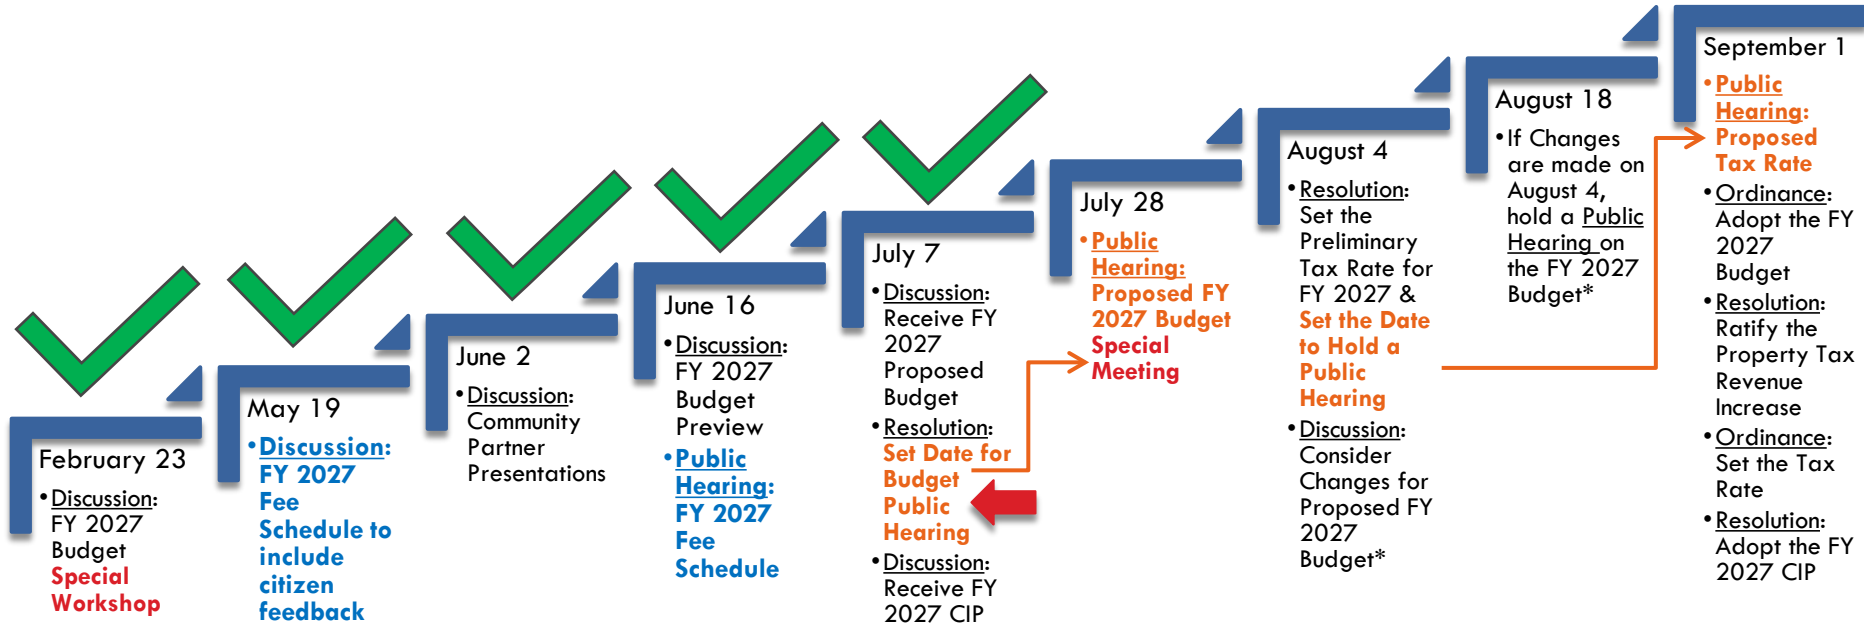 February 23
•Discussion:
FY 2027
Budget
Special
Workshop
May 19
•Discussion:
FY 2027
Fee
Schedule to
include
citizen
feedback
June 2
•Discussion:
Community
Partner
Presentations
June 16
•Discussion:
FY 2027
Budget
Preview
•Public
Hearing:
FY 2027
Fee
Schedule
July 7
•Discussion:
Receive FY
2027
Proposed
Budget
•Resolution:
Set Date for
Budget
Public
Hearing
•Discussion:
Receive FY
2027 CIP
July 28
•Public
Hearing:
Proposed FY
2027 Budget
Special
Meeting
August 4
•Resolution:
Set the
Preliminary
Tax Rate for
FY 2027 &
Set the Date
to Hold a
Public
Hearing
•Discussion:
Consider
Changes for
Proposed FY
2027
Budget*
August 18
•If Changes
are made on
August 4,
hold a Public
Hearing on
the FY 2027
Budget*
September 1
•Public
Hearing:
Proposed
Tax Rate
•Ordinance:
Adopt the FY
2027
Budget
•Resolution:
Ratify the
Property Tax
Revenue
Increase
•Ordinance:
Set the Tax
Rate
•Resolution:
Adopt the FY
2027 CIP